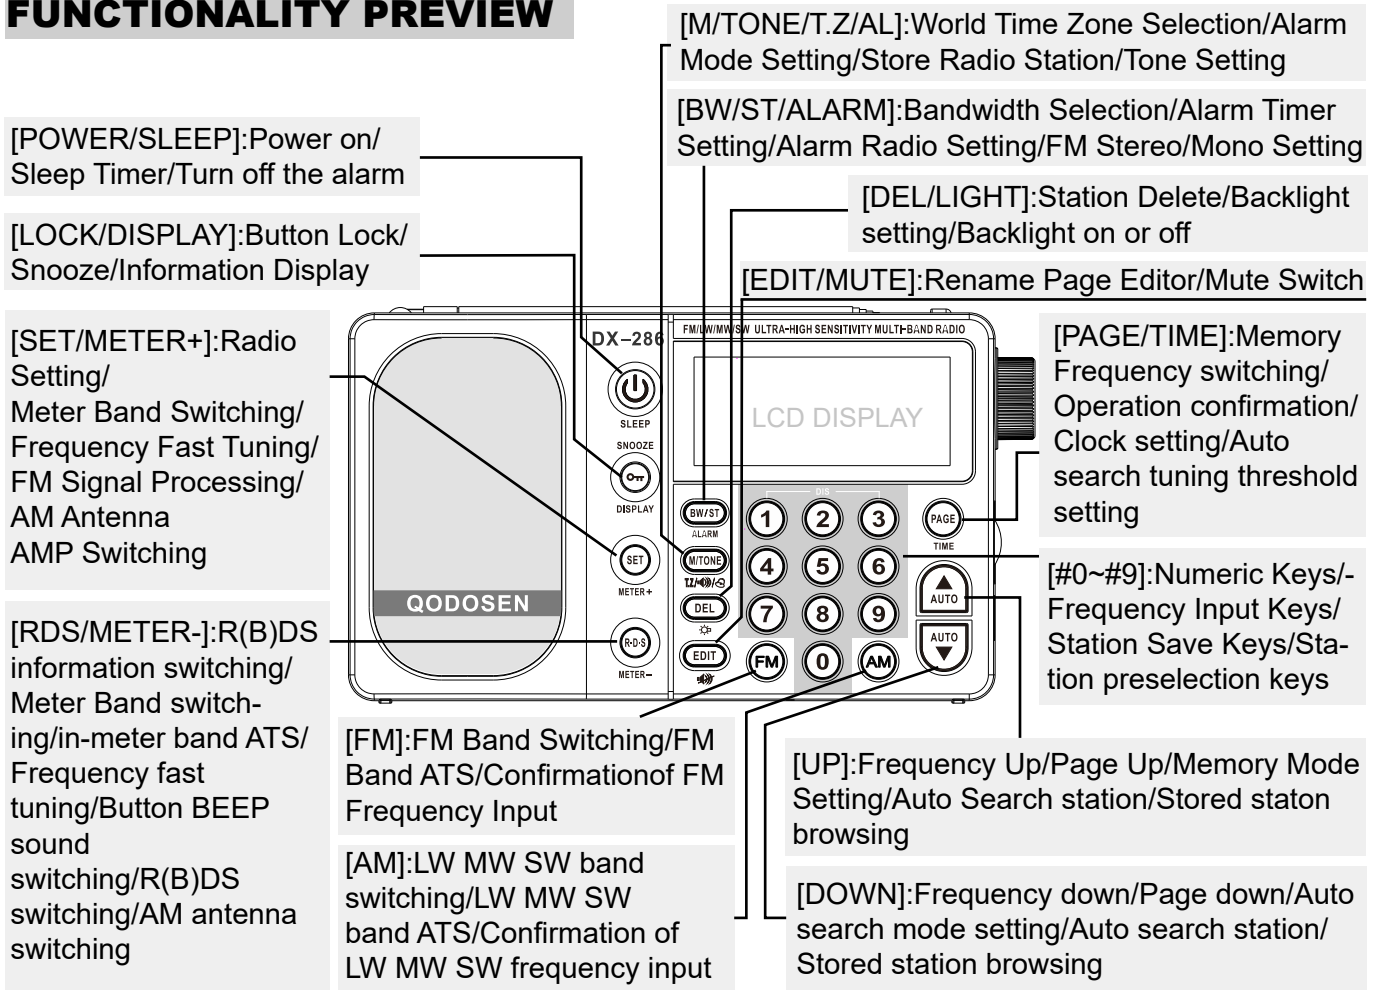 FUNCTIONALITY PREVIEW
[M/TONE/T.Z/AL]:World Time Zone Selection/Alarm
Mode Setting/Store Radio Station/Tone Setting
[BW/ST/ALARM]:Bandwidth Selection/Alarm Timer
Setting/Alarm Radio Setting/FM Stereo/Mono Setting
[POWER/SLEEP]:Power on/
Sleep Timer/Turn off the alarm
[DEL/LIGHT]:Station Delete/Backlight
setting/Backlight on or off
[LOCK/DISPLAY]:Button Lock/
Snooze/Information Display
[EDIT/MUTE]:Rename Page Editor/Mute Switch
[SET/METER+]:Radio
Setting/
Meter Band Switching/
Frequency Fast Tuning/
FM Signal Processing/
AM Antenna
AMP Switching
[RDS/METER-]:R(B)DS
information switching/
Meter Band switch-
ing/in-meter band ATS/
Frequency fast
tuning/Button BEEP
sound
switching/R(B)DS
switching/AM antenna
switching
FM/LW/MW/SW ULTRA-HIGH SENSITIVITY MULTI-BAND RADIO
DX-286
LCD DISPLAY
SLEEP
SNOOZE
DISPLAY
SET
METER+
R·D·S
METER-
QODOSEN
DIS
BW/ST
ALARM
M/TONE
T.Z/
DEL
EDIT
1 2 3
4 5 6
7 8 9
FM 0 AM
PAGE
TIME
AUTO
AUTO
[PAGE/TIME]:Memory
Frequency switching/
Operation confirmation/
Clock setting/Auto
search tuning threshold
setting
[#0~#9]:Numeric Keys/-
Frequency Input Keys/
Station Save Keys/Sta-
tion preselection keys
[FM]:FM Band Switching/FM
Band ATS/Confirmationof FM
Frequency Input
[AM]:LW MW SW band
switching/LW MW SW
band ATS/Confirmation of
LW MW SW frequency input
[UP]:Frequency Up/Page Up/Memory Mode
Setting/Auto Search station/Stored staton
browsing
[DOWN]:Frequency down/Page down/Auto
search mode setting/Auto search station/
Stored station browsing